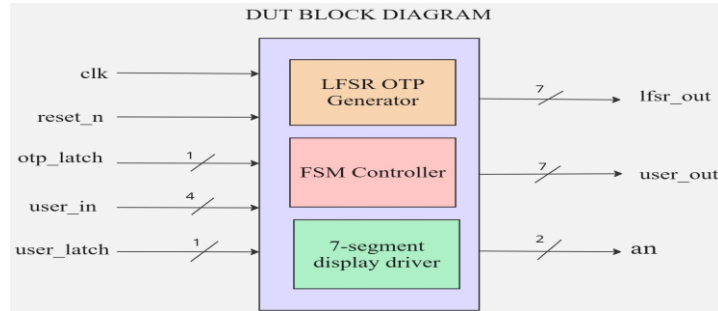 DUT BLOCK DIAGRAM
clk
reset_n
otp_latch
1
user_in
4
user_latch
1
LFSR OTP
Generator
FSM Controller
7-segment
display driver
7
lfsr_out
7
user_out
2
an